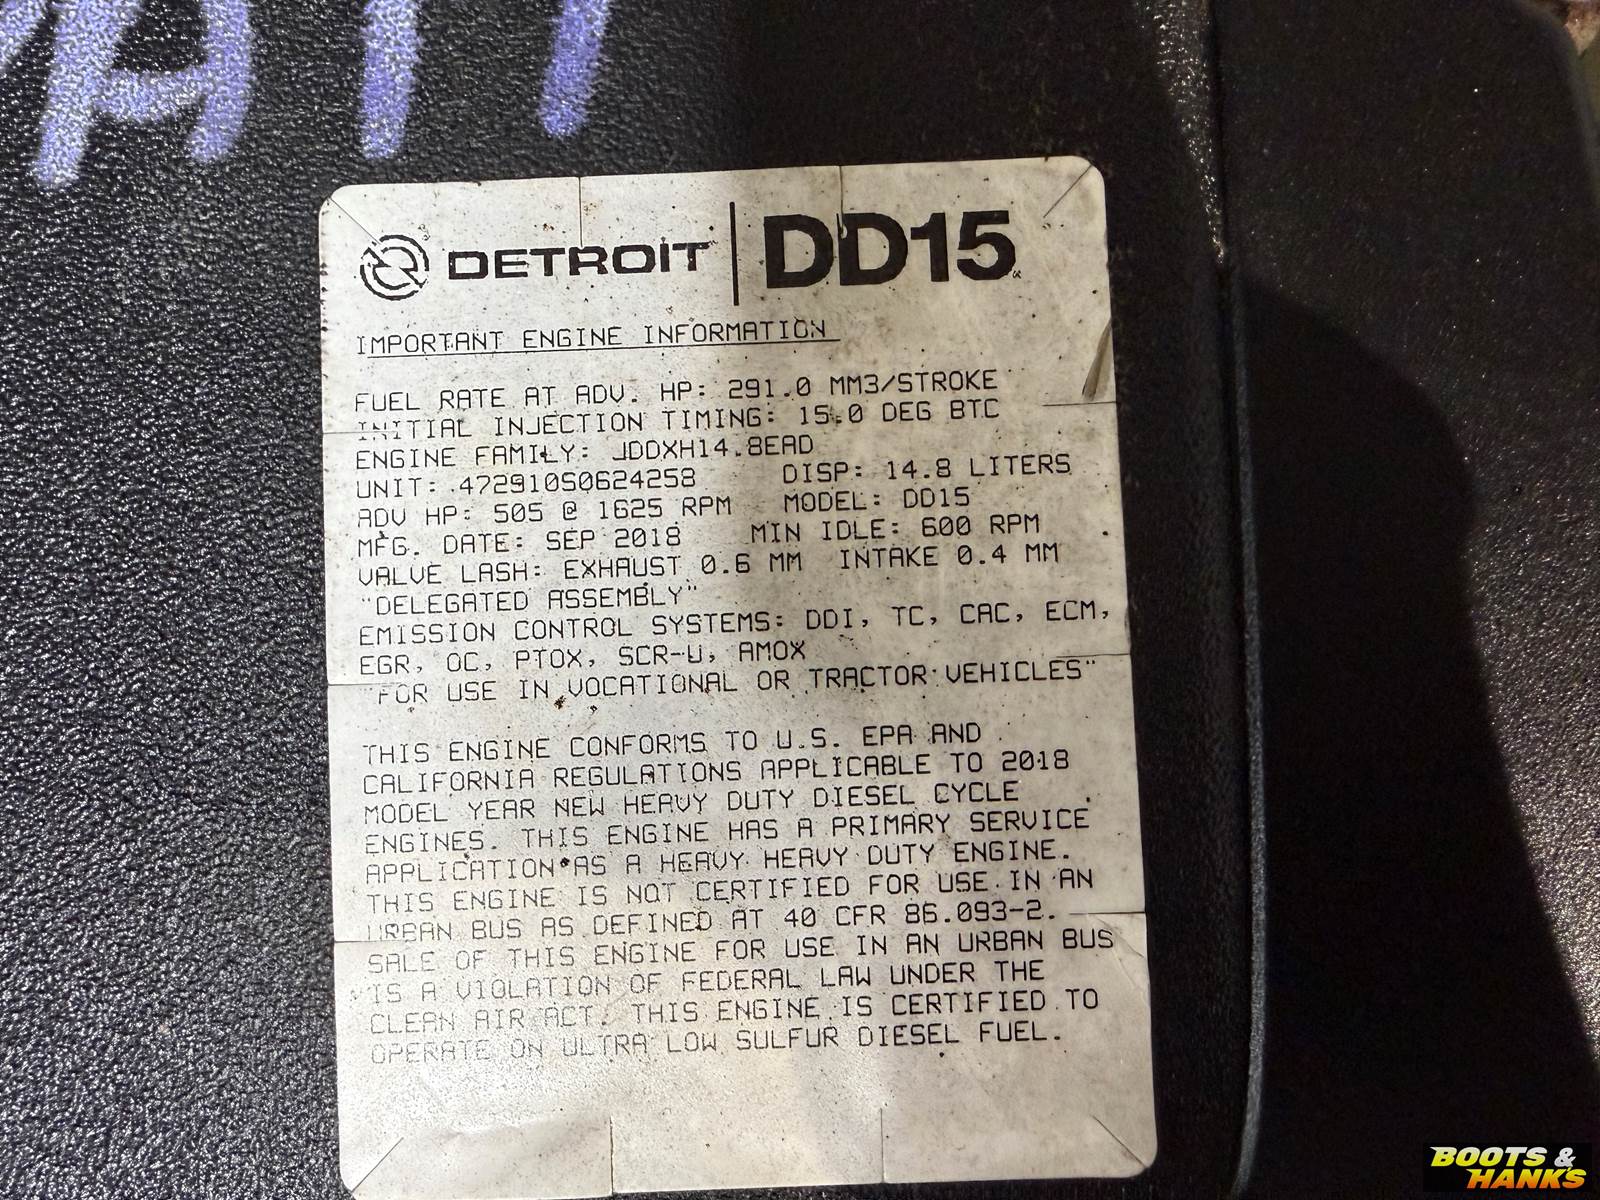 DETROIT DD15
IMPORTANT ENGINE INFORMATION
FUEL RATE AT ADV. HP: 291.0 MM3/STROKE
INITIAL INJECTION TIMING: 15.0 DEG BTC
ENGINE FAMILY: JDDXH14.8EAD
UNIT: 472910S0624258 DISP: 14.8 LITERS
ADV HP: 505 @ 1625 RPM MODEL: DD15
MFG. DATE: SEP 2018 MIN IDLE: 600 RPM
VALVE LASH: EXHAUST 0.6 MM INTAKE 0.4 MM
"DELEGATED ASSEMBLY"
EMISSION CONTROL SYSTEMS: DDI, TC, CAC, ECM,
EGR, OC, PTOX, SCR-U, AMOX
"FOR USE IN VOCATIONAL OR TRACTOR VEHICLES"
THIS ENGINE CONFORMS TO U.S. EPA AND
CALIFORNIA REGULATIONS APPLICABLE TO 2018
MODEL YEAR NEW HEAVY DUTY DIESEL CYCLE
ENGINES. THIS ENGINE HAS A PRIMARY SERVICE
APPLICATION AS A HEAVY HEAVY DUTY ENGINE.
THIS ENGINE IS NOT CERTIFIED FOR USE IN AN
URBAN BUS AS DEFINED AT 40 CFR 86.093-2.
SALE OF THIS ENGINE FOR USE IN AN URBAN BUS
IS A VIOLATION OF FEDERAL LAW UNDER THE
CLEAN AIR ACT. THIS ENGINE IS CERTIFIED TO
OPERATE ON ULTRA LOW SULFUR DIESEL FUEL.
BOOTS &
HANKS